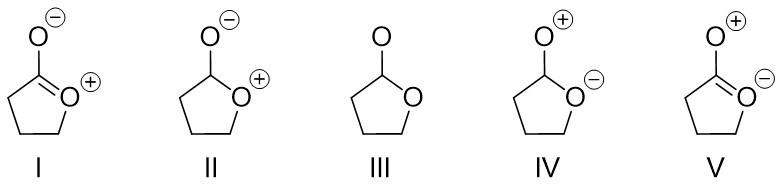 O⊖ O⊖ O O⊕ O⊕
O⊕ O⊕ O O⊖ O⊖
I II III IV V